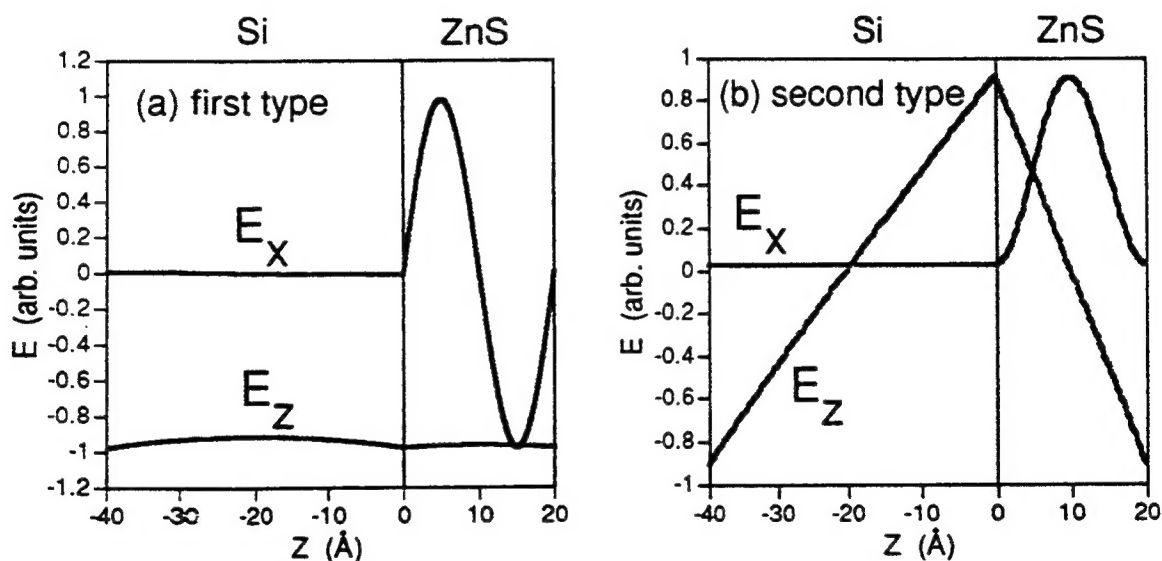 Si ZnS
1.2
1
0.8
0.6
0.4
0.2
0
-0.2
-0.4
-0.6
-0.8
-1
-1.2
E (arb. units)
(a) first type
Ex
Ez
-40 -30 -20 -10 0 10 20
Z (Å)
Si ZnS
1
0.8
0.6
0.4
0.2
0
-0.2
-0.4
-0.6
-0.8
-1
E (arb. units)
(b) second type
Ex
Ez
-40 -30 -20 -10 0 10 20
Z (Å)